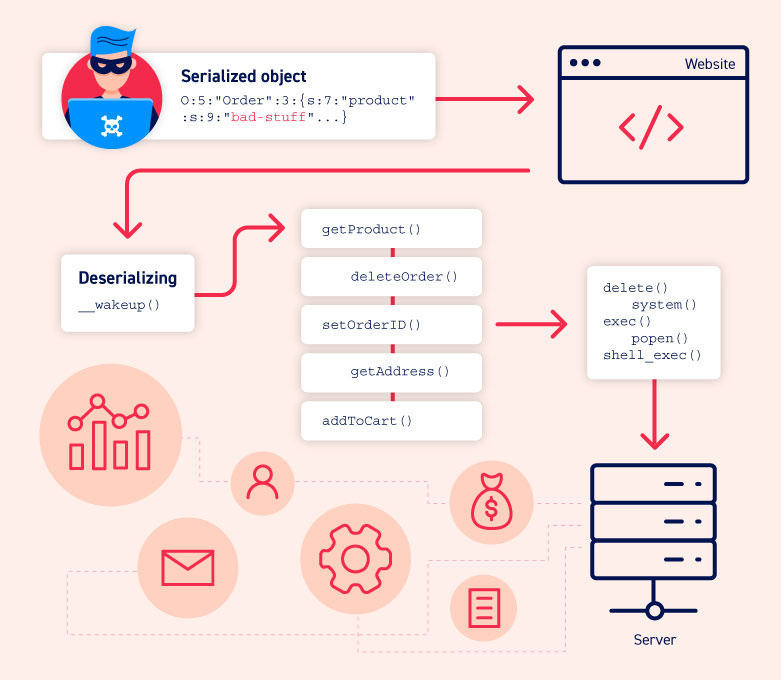 Serialized object
O:5:"Order":3:{s:7:"product"
:s:9:"bad-stuff"...}
Website
</>
Deserializing
__wakeup()
getProduct()
deleteOrder()
setOrderID()
getAddress()
addToCart()
delete()
system()
exec()
popen()
shell_exec()
$
Server